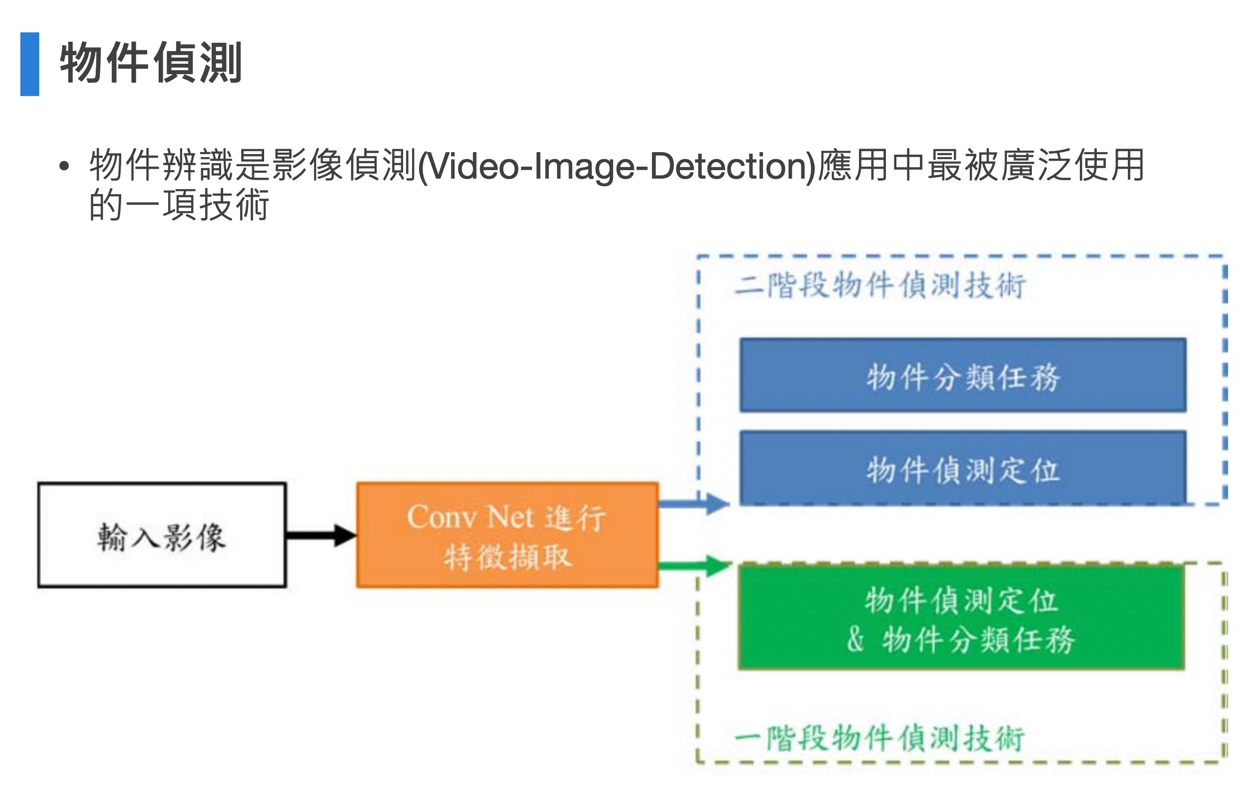 物件偵測
• 物件辨識是影像偵測(Video-Image-Detection)應用中最被廣泛使用
的一項技術
二階段物件偵測技術
物件分類任務
物件偵測定位
輸入影像
Conv Net 進行
特徵擷取
物件偵測定位
& 物件分類任務
一階段物件偵測技術